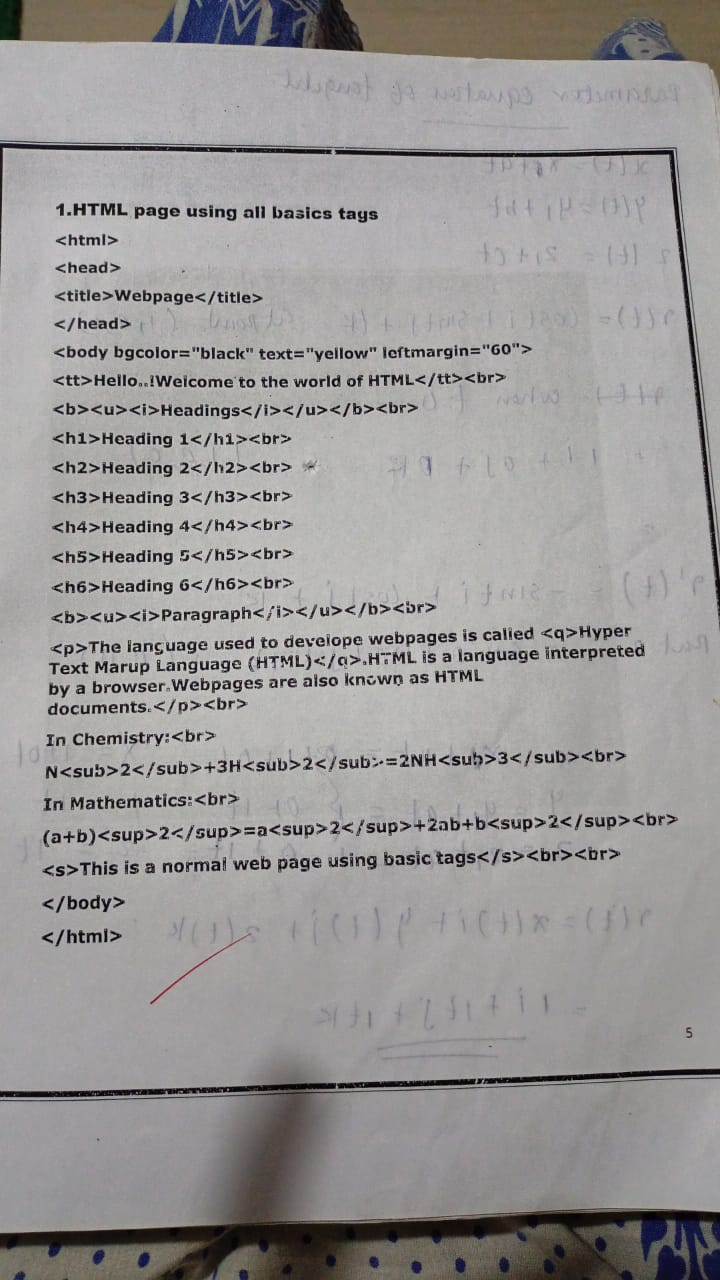 1.HTML page using all basics tags
<html>
<head>
<title>Webpage</title>
</head>
<body bgcolor="black" text="yellow" leftmargin="60">
<tt>Hello..!Welcome to the world of HTML</tt><br>
<b><u><i>Headings</i></u></b><br>
<h1>Heading 1</h1><br>
<h2>Heading 2</h2><br>
<h3>Heading 3</h3><br>
<h4>Heading 4</h4><br>
<h5>Heading 5</h5><br>
<h6>Heading 6</h6><br>
<b><u><i>Paragraph</i></u></b><br>
<p>The language used to develope webpages is called <q>Hyper
Text Marup Language (HTML)</q>.HTML is a language interpreted
by a browser.Webpages are also known as HTML
documents.</p><br>
In Chemistry:<br>
N<sub>2</sub>+3H<sub>2</sub>=2NH<sub>3</sub><br>
In Mathematics:<br>
(a+b)<sup>2</sup>=a<sup>2</sup>+2ab+b<sup>2</sup><br>
<s>This is a normal web page using basic tags</s><br><br>
</body>
</html>
5